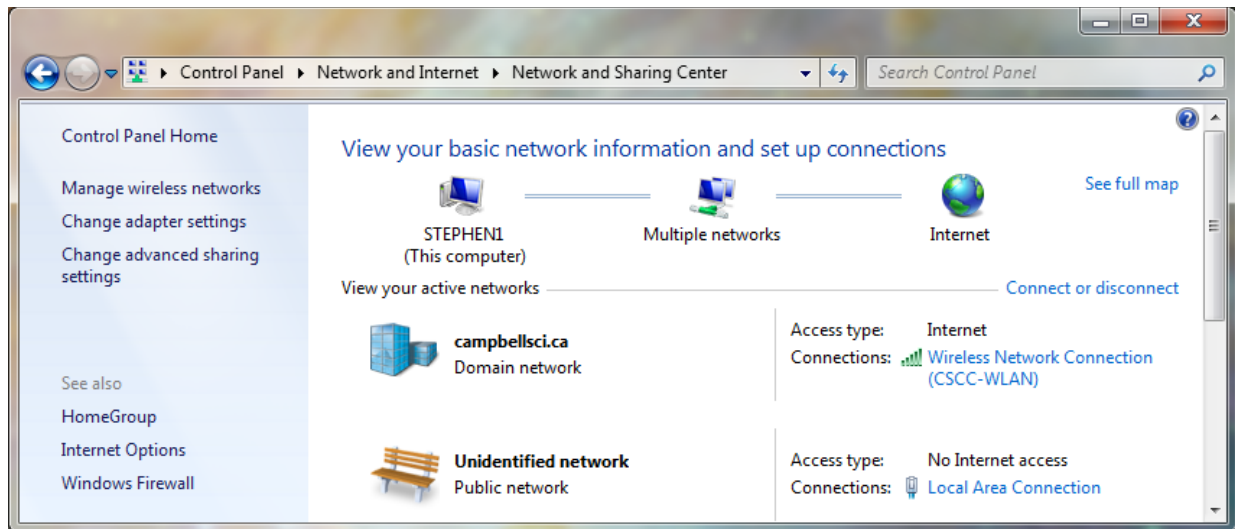 Control Panel Network and Internet Network and Sharing Center Search Control Panel
Control Panel Home
Manage wireless networks
Change adapter settings
Change advanced sharing
settings
See also
HomeGroup
Internet Options
Windows Firewall
View your basic network information and set up connections
See full map
STEPHEN1
(This computer)
Multiple networks
Internet
View your active networks
Connect or disconnect
campbellsci.ca
Domain network
Access type: Internet
Connections: Wireless Network Connection
(CSCC-WLAN)
Unidentified network
Public network
Access type: No Internet access
Connections: Local Area Connection